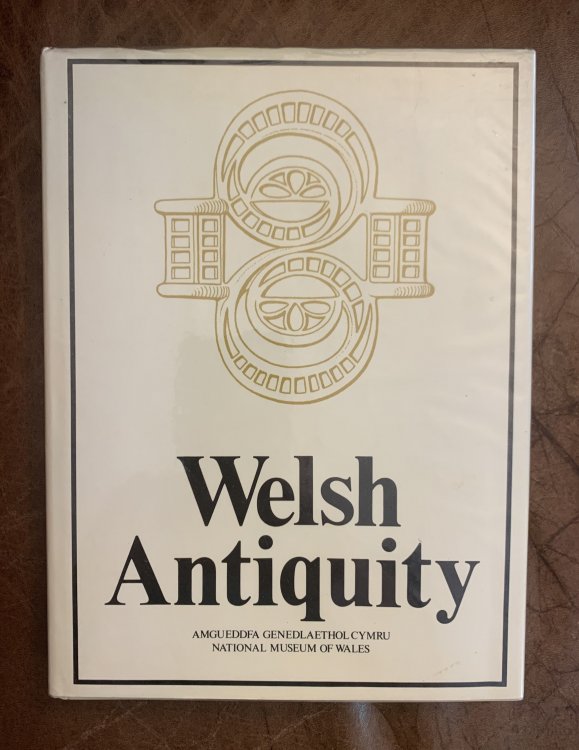 Welsh
Antiquity
AMGUEDDFA GENEDLAETHOL CYMRU
NATIONAL MUSEUM OF WALES